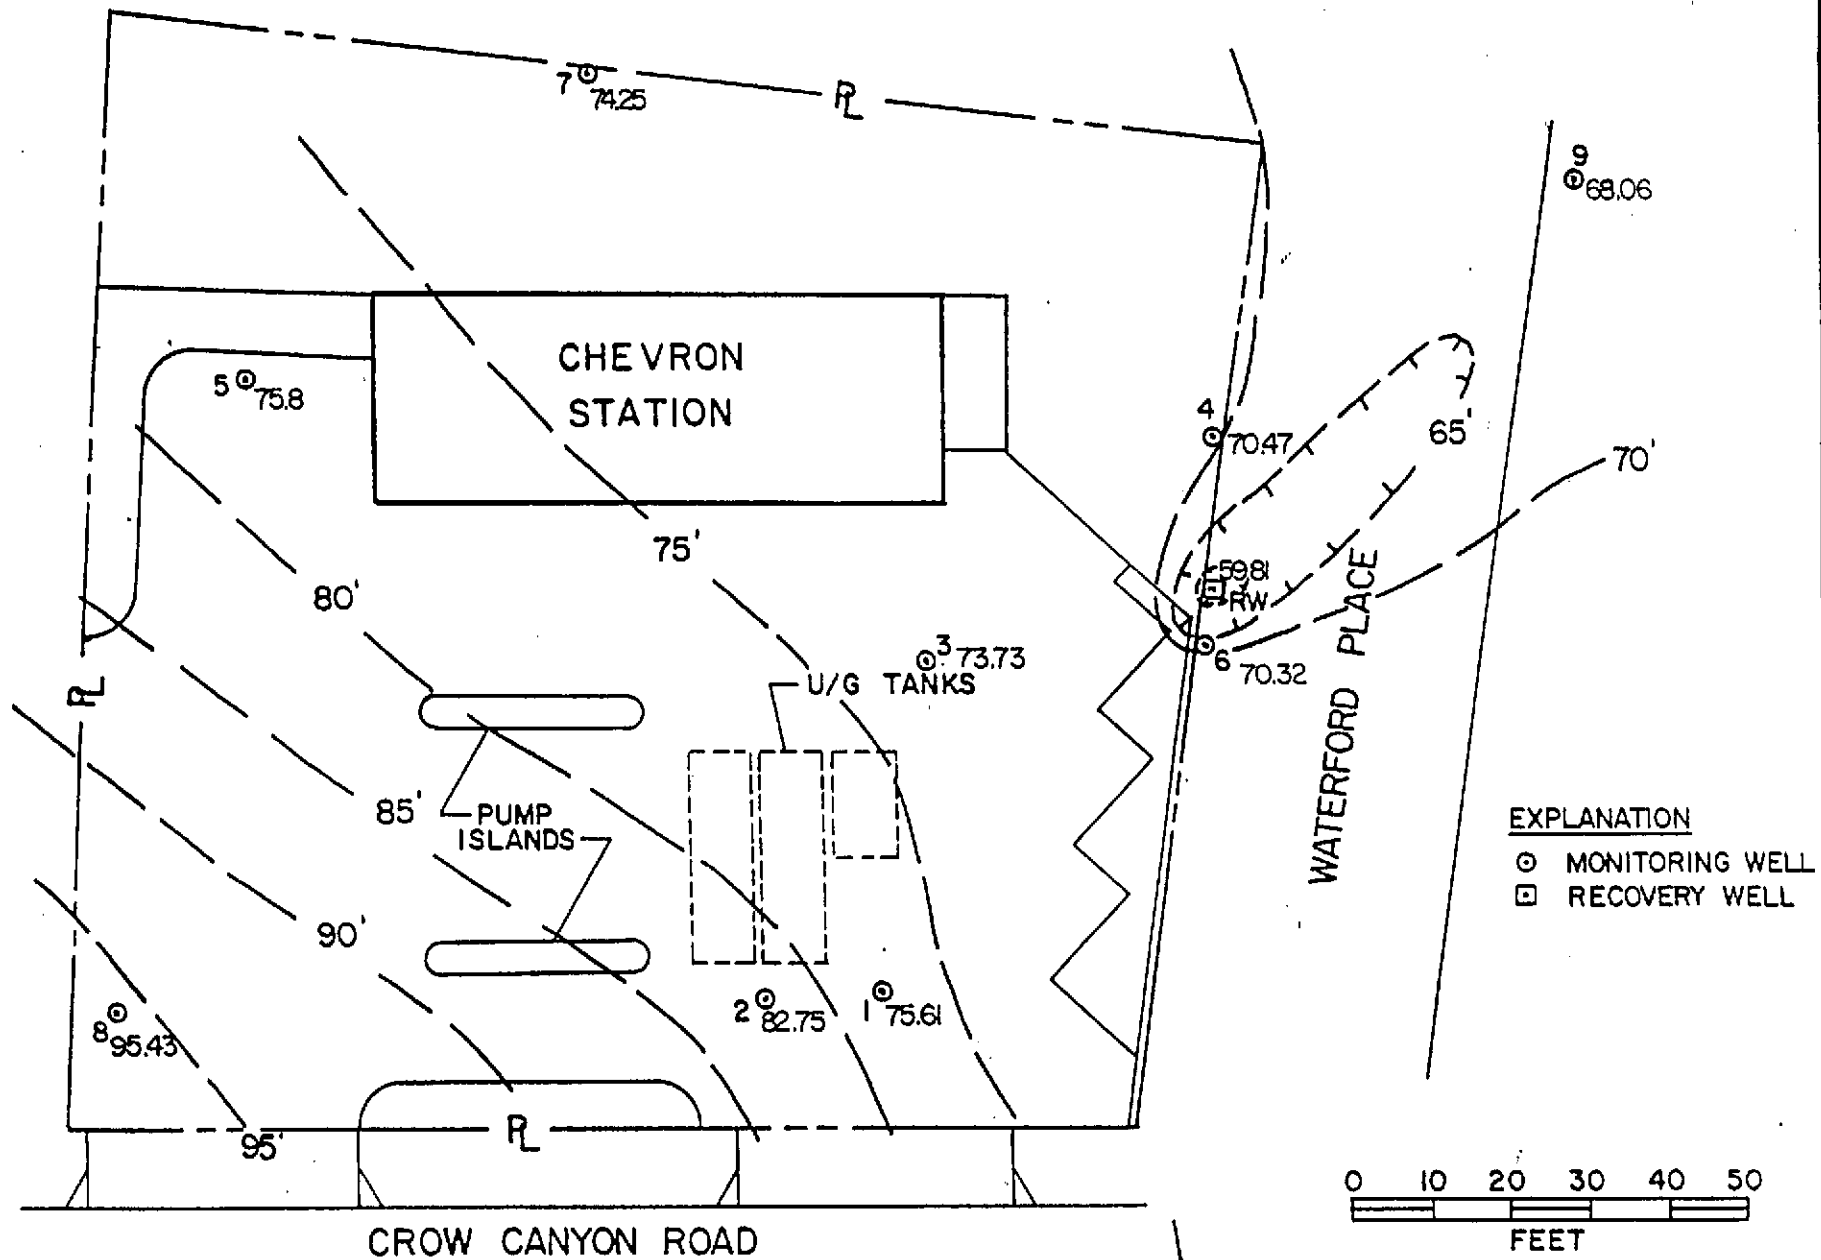 7 74.25
PL
9
68.06
CHEVRON
STATION
5 75.8
4
70.47
65'
70'
75'
80'
59.81
RW
3 73.73
6 70.32
U/G TANKS
PL
WATERFORD PLACE
85'
PUMP
ISLANDS
EXPLANATION
MONITORING WELL
RECOVERY WELL
90'
2 82.75
1 75.61
8 95.43
PL
95'
0 10 20 30 40 50
FEET
CROW CANYON ROAD